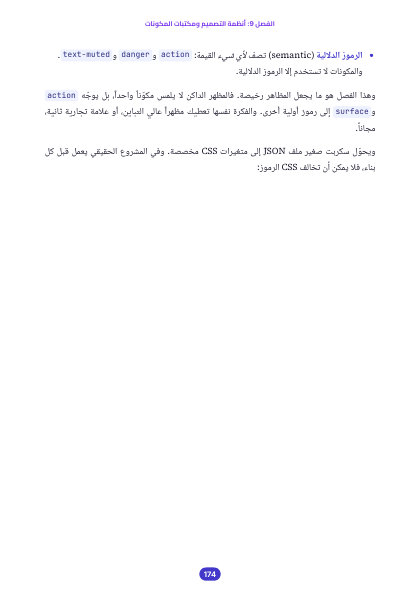 الفصل 9: أنظمة التصميم ومكتبات المكونات
• الرموز الدلالية (semantic) تصف لأي شيء القيمة: action و danger و text-muted.
والمكونات لا تستخدم إلا الرموز الدلالية.
وهذا الفصل هو ما يجعل المظاهر رخيصة. فالمظهر الداكن لا يلمس مكوّناً واحداً، بل يوجّه action
و surface إلى رموز أولية أخرى. والفكرة نفسها تعطيك مظهراً عالي التباين، أو علامة تجارية ثانية،
مجاناً.
ويحوّل سكربت صغير ملف JSON إلى متغيرات CSS مخصصة. وفي المشروع الحقيقي يعمل قبل كل
بناء، فلا يمكن أن تخالف CSS الرموز:
174